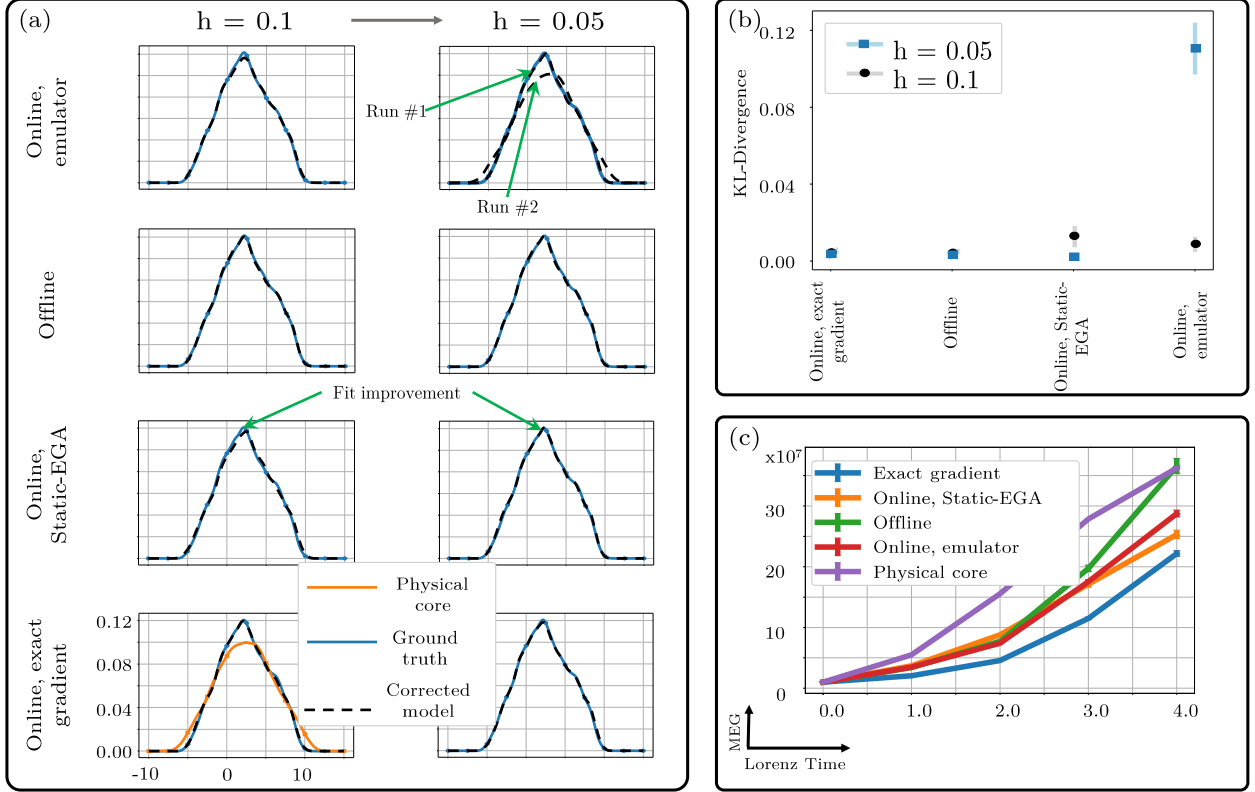 (a)
h = 0.1
h = 0.05
Online,
emulator
Run #1
Run #2
Offline
Fit improvement
Online,
Static-EGA
Online, exact
gradient
0.12
0.08
0.04
0.00
-10
0
10
Physical
core
Ground
truth
Corrected
model
(b)
KL-Divergence
0.12
0.08
0.04
0.00
h = 0.05
h = 0.1
Online, exact
gradient
Offline
Online, Static-
EGA
Online,
emulator
(c)
x10⁷
30
20
10
0
Exact gradient
Online, Static-EGA
Offline
Online, emulator
Physical core
0.0
1.0
2.0
3.0
4.0
MEG
Lorenz Time